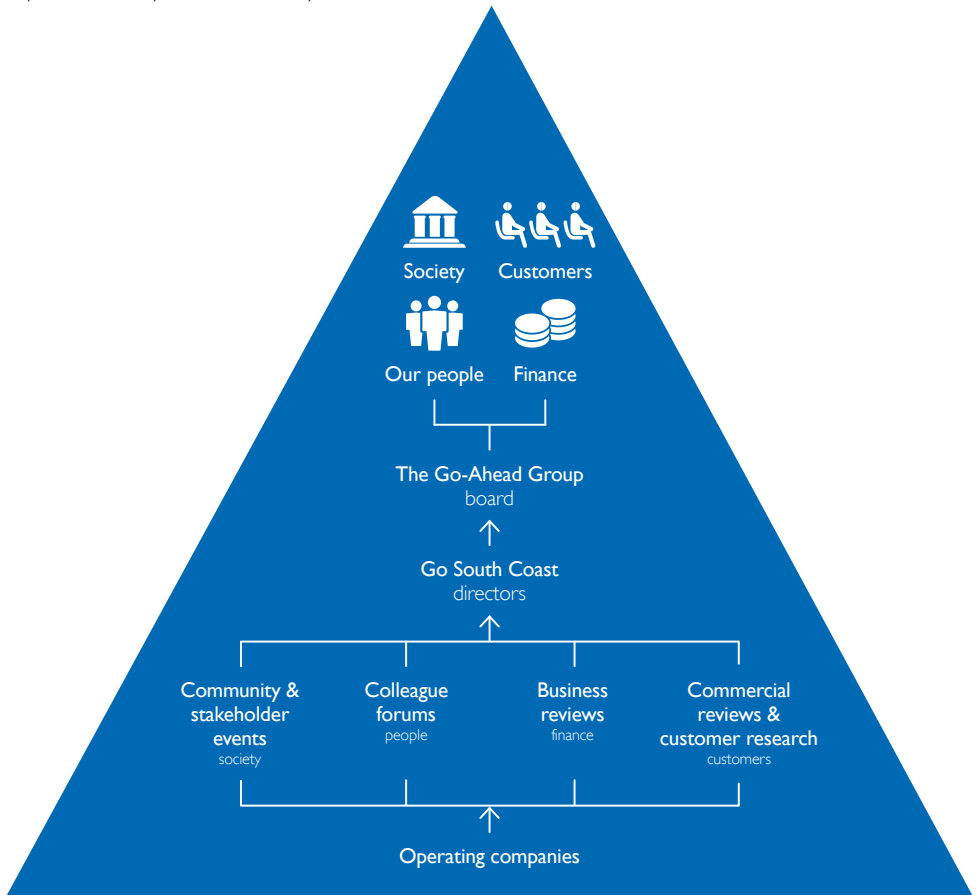 Society
Customers
Our people
Finance
The Go-Ahead Group
board
Go South Coast
directors
Community &
stakeholder
events
society
Colleague
forums
people
Business
reviews
finance
Commercial
reviews &
customer research
customers
Operating companies